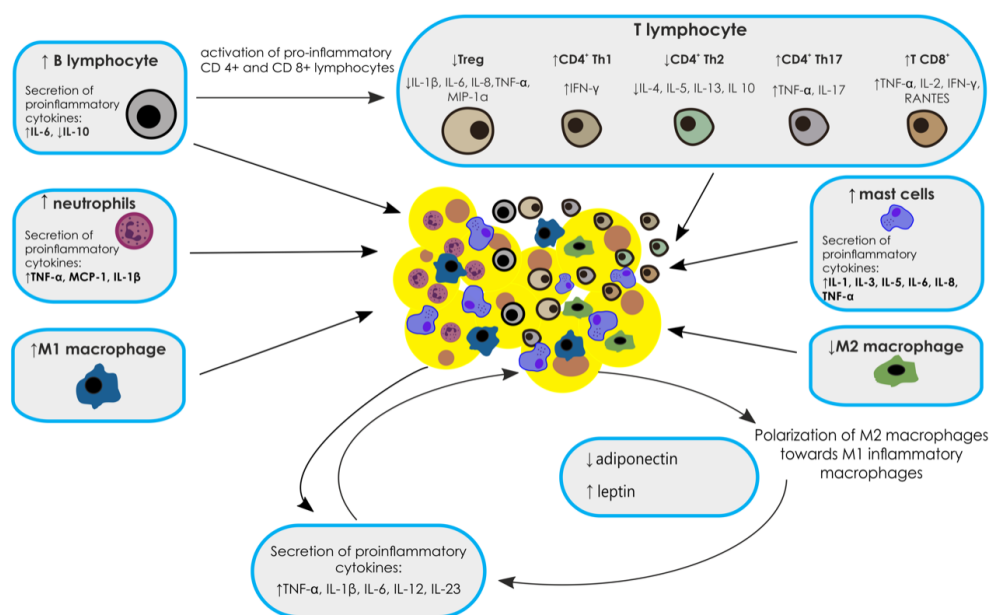 ↑ B lymphocyte
Secretion of
proinflammatory
cytokines:
↑IL-6, ↓IL-10
activation of pro-inflammatory
CD 4+ and CD 8+ lymphocytes
T lymphocyte
↓Treg
↓IL-1β, IL-6, IL-8,TNF-α,
MIP-1a
↑CD4⁺ Th1
↑IFN-γ
↓CD4⁺ Th2
↓IL-4, IL-5, IL-13, IL 10
↑CD4⁺ Th17
↑TNF-α, IL-17
↑T CD8⁺
↑TNF-α, IL-2, IFN-γ,
RANTES
↑ neutrophils
Secretion of
proinflammatory
cytokines:
↑TNF-α, MCP-1, IL-1β
↑ mast cells
Secretion of
proinflammatory
cytokines:
↑IL-1, IL-3, IL-5, IL-6, IL-8,
TNF-α
↑M1 macrophage
↓M2 macrophage
Polarization of M2 macrophages
towards M1 inflammatory
macrophages
↓ adiponectin
↑ leptin
Secretion of proinflammatory
cytokines:
↑TNF-α, IL-1β, IL-6, IL-12, IL-23